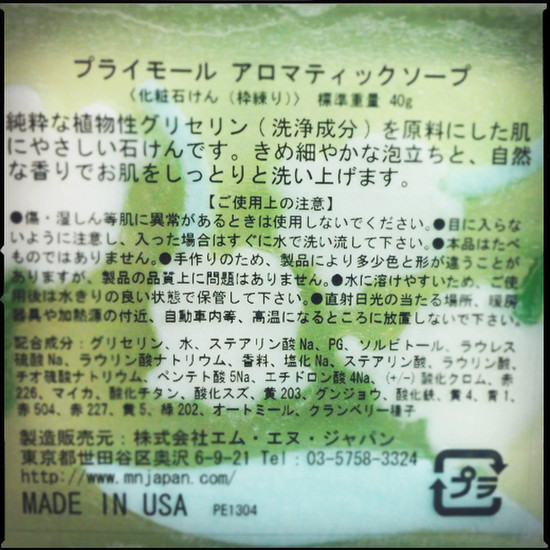 プライモール アロマティックソープ
〈化粧石けん（枠練り）〉 標準重量 40g
純粋な植物性グリセリン（洗浄成分）を原料にした肌
にやさしい石けんです。きめ細やかな泡立ちと、自然
な香りでお肌をしっとりと洗い上げます。
【ご使用上の注意】
●傷・湿しん等肌に異常があるときは使用しないでください。●目に入らな
いように注意し、入った場合はすぐに水で洗い流して下さい。●本品はたべ
ものではありません。●手作りのため、製品により多少色と形が違うことが
ありますが、製品の品質上に問題はありません。●水に溶けやすいため、ご使
用後は水きりの良い状態で保管して下さい。●直射日光の当たる場所、暖房
器具や加熱源の付近、自動車内等、高温になるところに放置しないで下さい。
配合成分：グリセリン、水、ステアリン酸Na、PG、ソルビトール、ラウレス
硫酸Na、ラウリン酸ナトリウム、香料、塩化Na、ステアリン酸、ラウリン酸、
チオ硫酸ナトリウム、ペンテト酸5Na、エチドロン酸4Na、(+/-)酸化クロム、赤
226、マイカ、酸化チタン、酸化スズ、黄203、グンジョウ、酸化鉄、黄4、青1、
赤504、赤227、黄5、緑202、オートミール、クランベリー種子
製造販売元：株式会社エム・エヌ・ジャパン
東京都世田谷区奥沢 6-9-21 Tel：03-5758-3324
http://www.mnjapan.com/
MADE IN USA PE1304
プラ